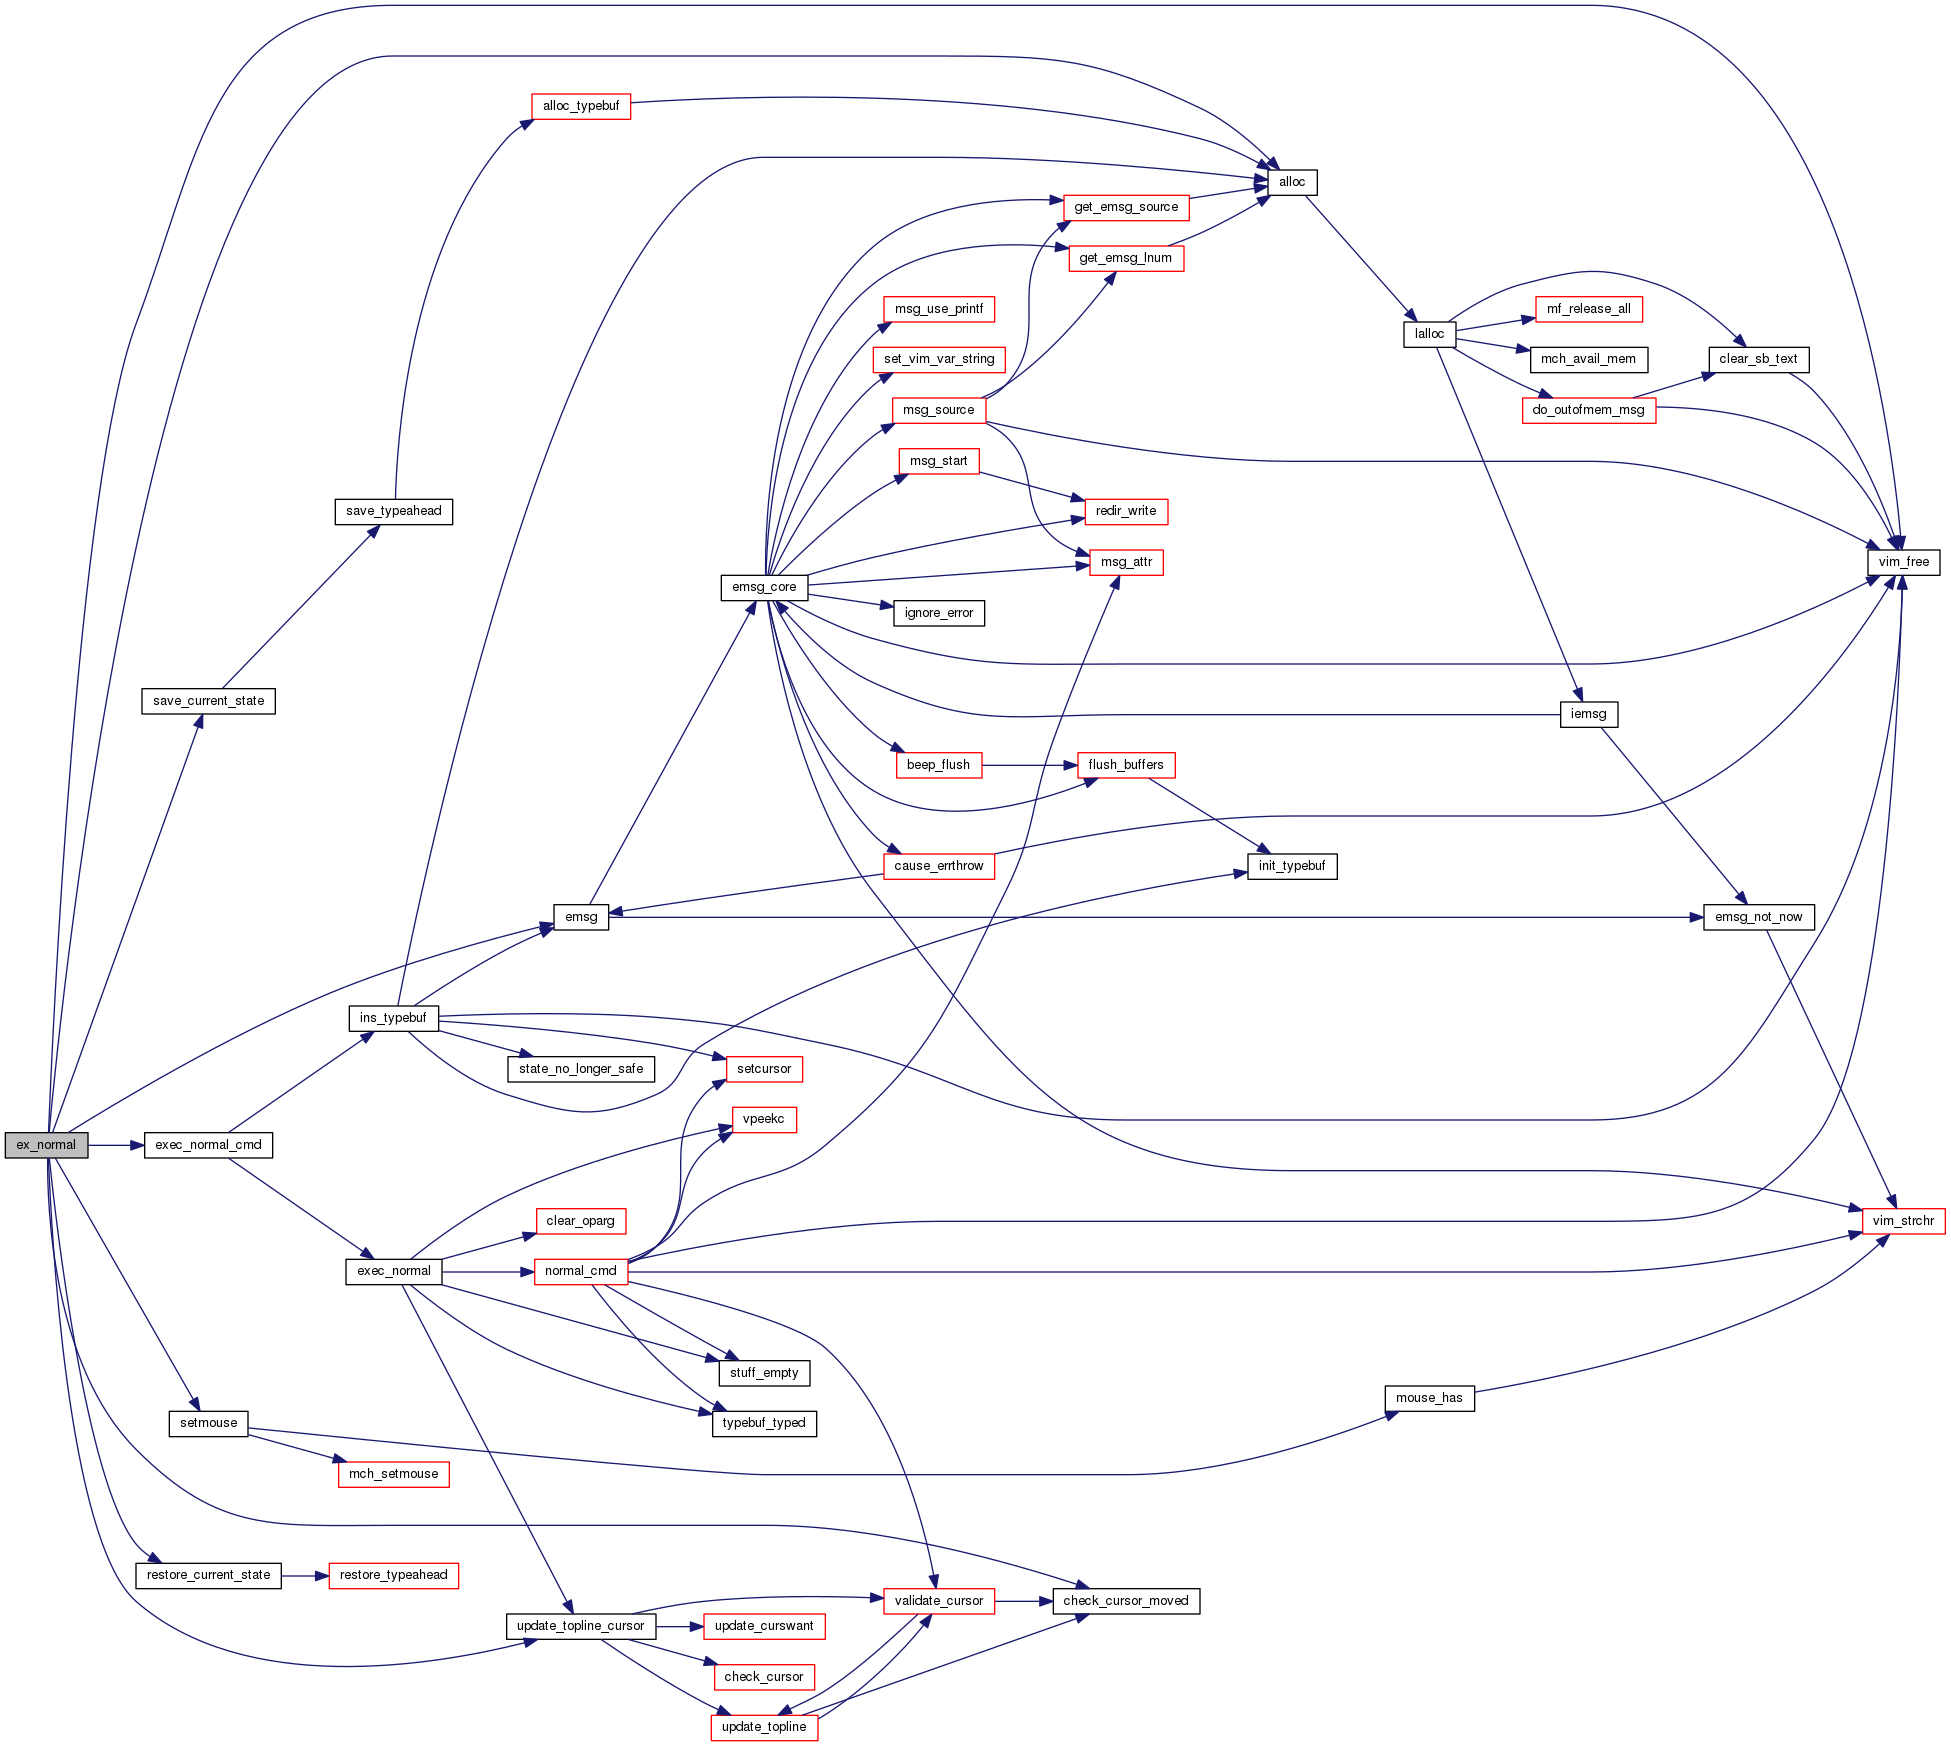 alloc_typebuf
alloc
get_emsg_source
get_emsg_lnum
msg_use_printf
mf_release_all
lalloc
set_vim_var_string
mch_avail_mem
clear_sb_text
msg_source
do_outofmem_msg
msg_start
save_typeahead
redir_write
msg_attr
vim_free
emsg_core
ignore_error
save_current_state
iemsg
beep_flush
flush_buffers
cause_errthrow
init_typebuf
emsg
emsg_not_now
ins_typebuf
state_no_longer_safe
setcursor
vpeekc
ex_normal
exec_normal_cmd
clear_oparg
vim_strchr
exec_normal
normal_cmd
stuff_empty
mouse_has
setmouse
typebuf_typed
mch_setmouse
restore_current_state
restore_typeahead
validate_cursor
check_cursor_moved
update_topline_cursor
update_curswant
check_cursor
update_topline